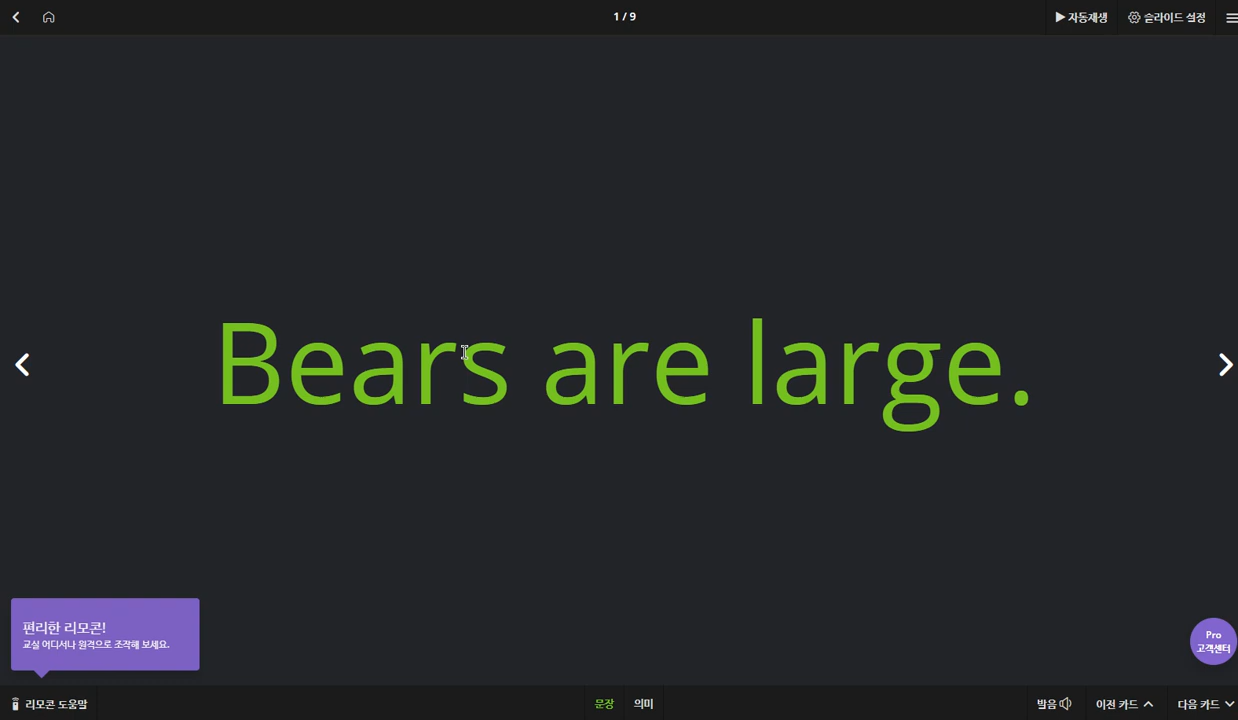 1 / 9
자동재생
슬라이드 설정
Bears are large.
편리한 리모콘!
교실 어디서나 원격으로 조작해 보세요.
Pro
고객센터
리모콘 도움말
문장
의미
발음
이전 카드
다음 카드